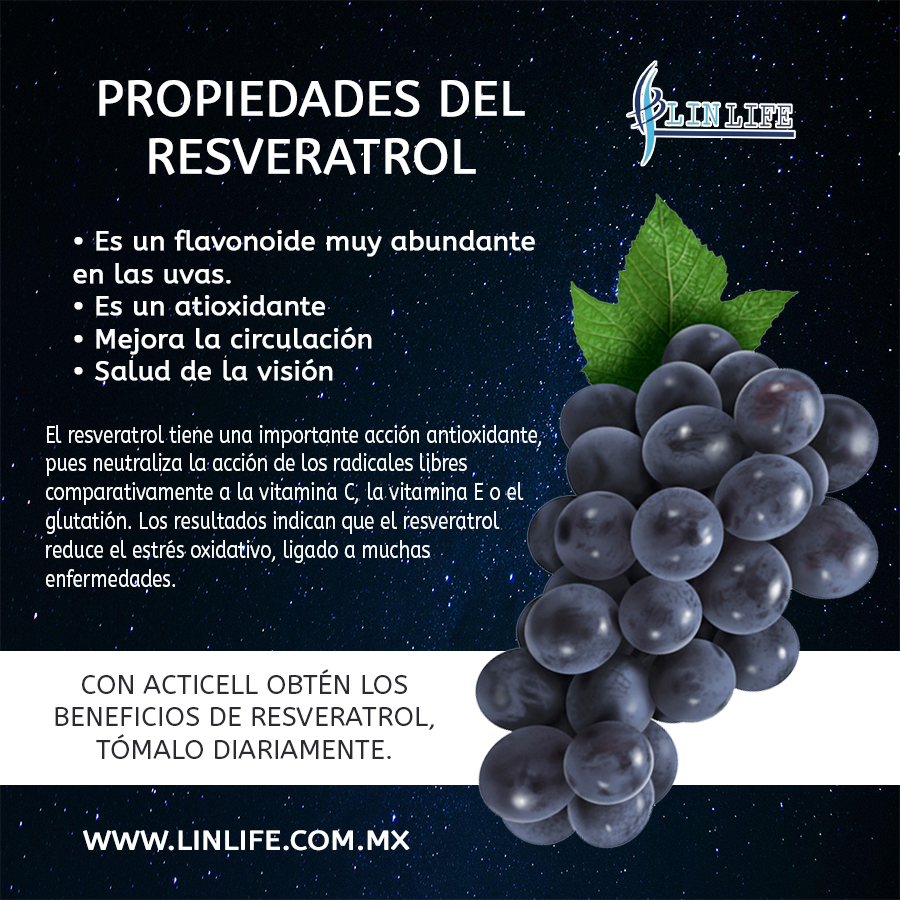 PROPIEDADES DEL
RESVERATROL
LIN LIFE
• Es un flavonoide muy abundante
en las uvas.
• Es un atioxidante
• Mejora la circulación
• Salud de la visión
El resveratrol tiene una importante acción antioxidante,
pues neutraliza la acción de los radicales libres
comparativamente a la vitamina C, la vitamina E o el
glutatión. Los resultados indican que el resveratrol
reduce el estrés oxidativo, ligado a muchas
enfermedades.
CON ACTICELL OBTÉN LOS
BENEFICIOS DE RESVERATROL,
TÓMALO DIARIAMENTE.
WWW.LINLIFE.COM.MX